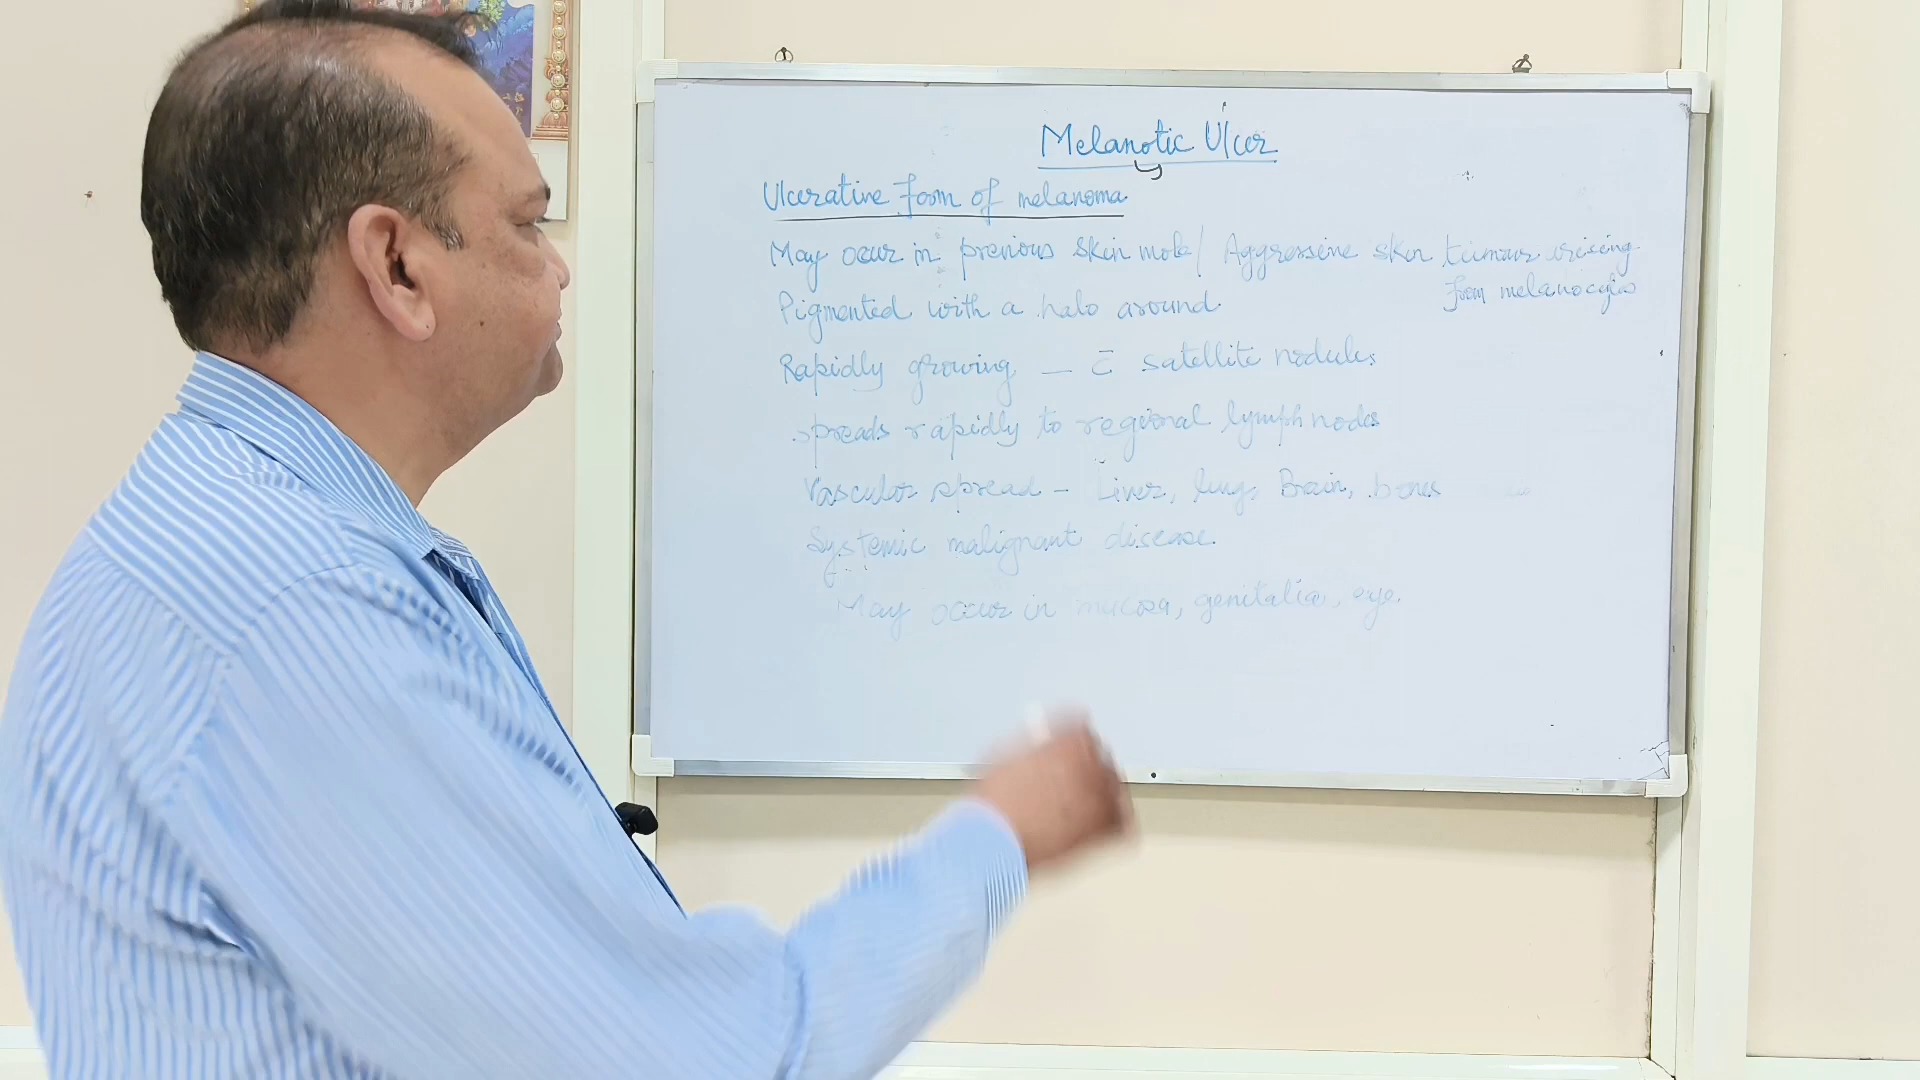 Melanotic Ulcer
Ulcerative form of melanoma
May occur in previous skin mole / Aggressive skin tumour arising
from melanocytes
Pigmented with a halo around
Rapidly growing — c̄ satellite nodules
spreads rapidly to regional lymph nodes
Vascular spread - Liver, lung, Brain, bones
Systemic malignant disease.
May occur in mucosa, genitalia, eye.